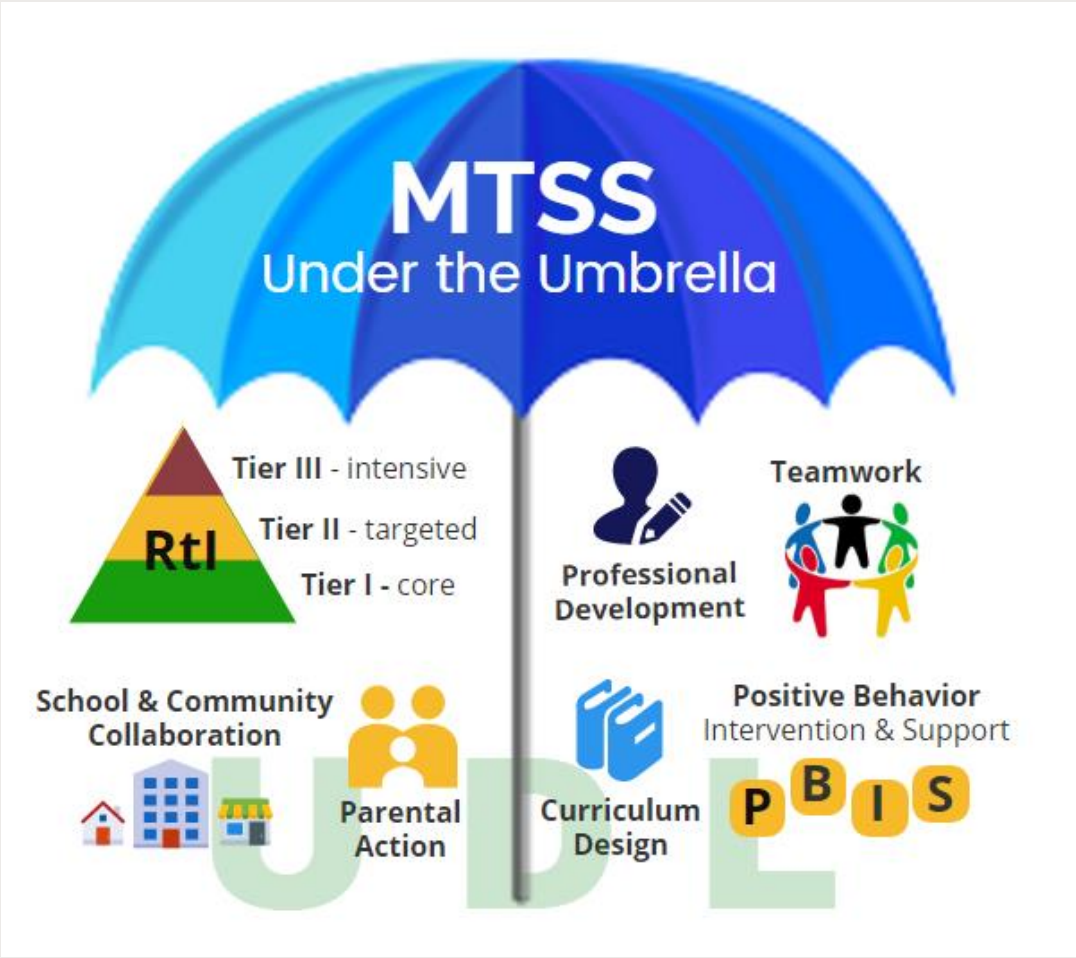 MTSS
Under the Umbrella
Tier III - intensive
Tier II - targeted
Tier I - core
RtI
Professional
Development
Teamwork
School & Community
Collaboration
Parental
Action
Curriculum
Design
Positive Behavior
Intervention & Support
P B I S
U D L